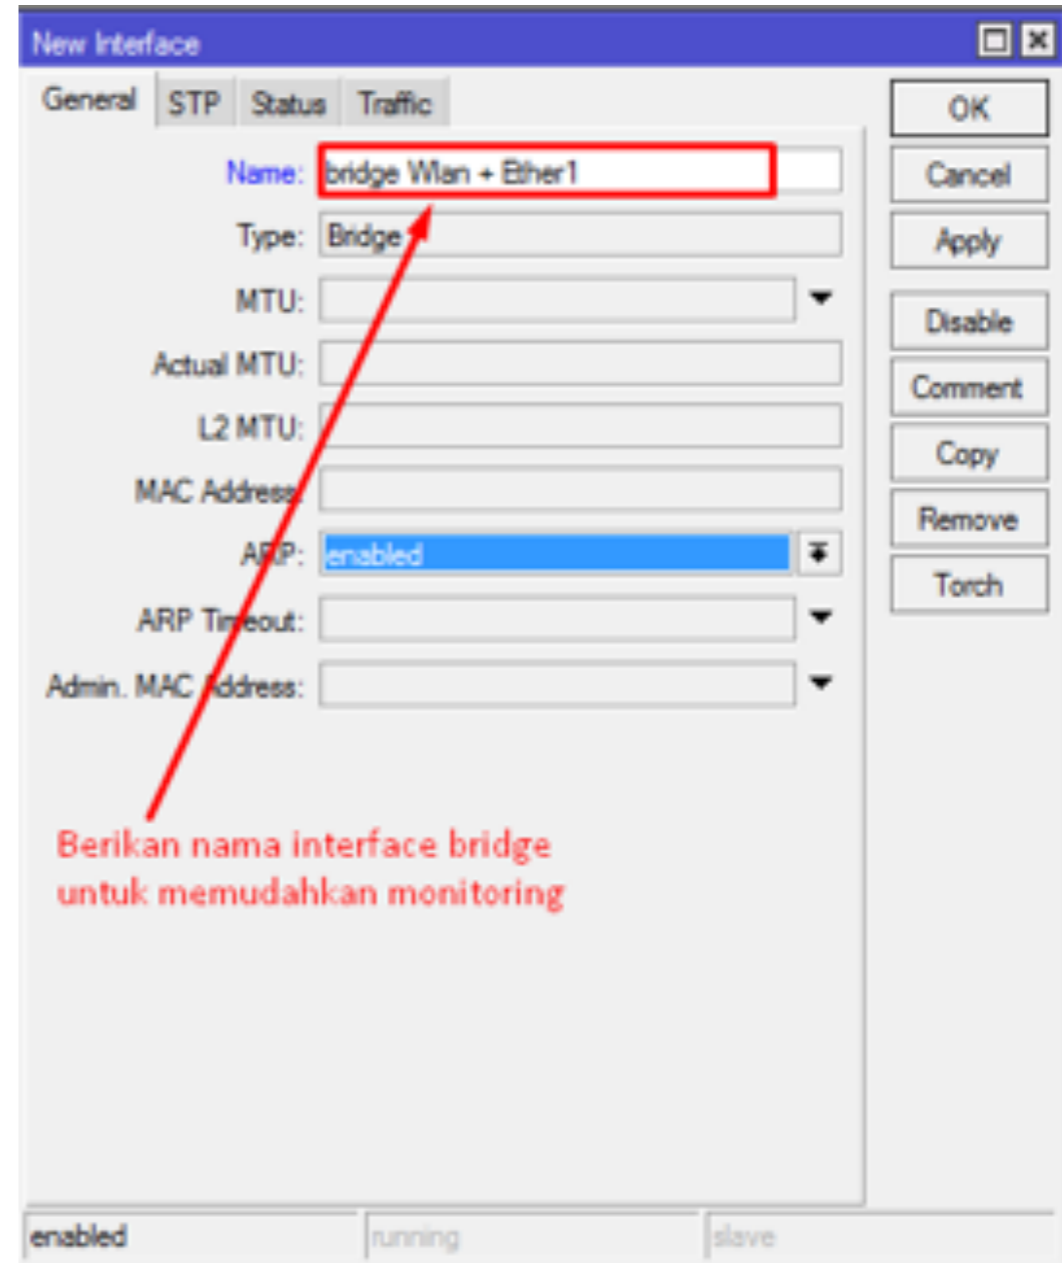 New Interface
General STP Status Traffic
Name: bridge Wlan + Ether1
Type: Bridge
MTU:
Actual MTU:
L2 MTU:
MAC Address:
ARP: enabled
ARP Timeout:
Admin. MAC Address:
OK
Cancel
Apply
Disable
Comment
Copy
Remove
Torch
Berikan nama interface bridge
untuk memudahkan monitoring
enabled running slave